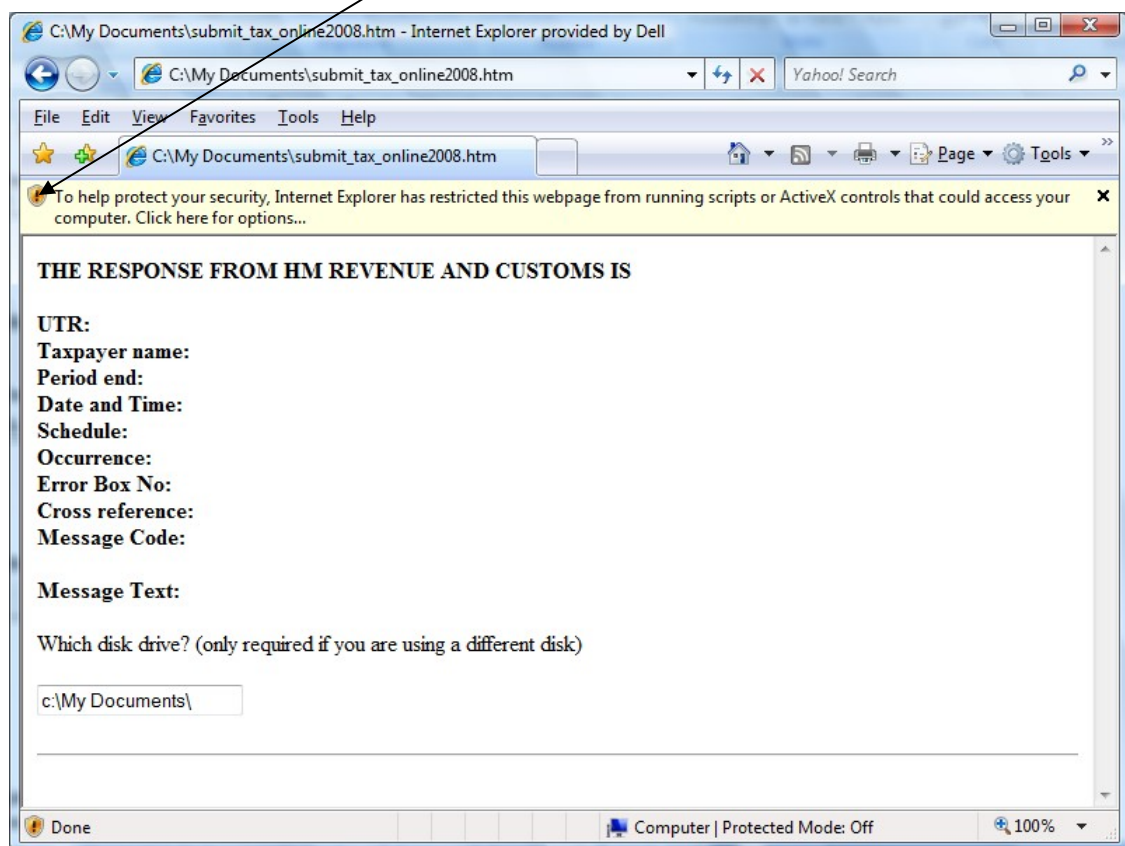 C:\My Documents\submit_tax_online2008.htm - Internet Explorer provided by Dell
C:\My Documents\submit_tax_online2008.htm
Yahoo! Search
File Edit View Favorites Tools Help
C:\My Documents\submit_tax_online2008.htm
Page Tools
To help protect your security, Internet Explorer has restricted this webpage from running scripts or ActiveX controls that could access your
computer. Click here for options...
THE RESPONSE FROM HM REVENUE AND CUSTOMS IS
UTR:
Taxpayer name:
Period end:
Date and Time:
Schedule:
Occurrence:
Error Box No:
Cross reference:
Message Code:
Message Text:
Which disk drive? (only required if you are using a different disk)
c:\My Documents\
Done
Computer | Protected Mode: Off
100%